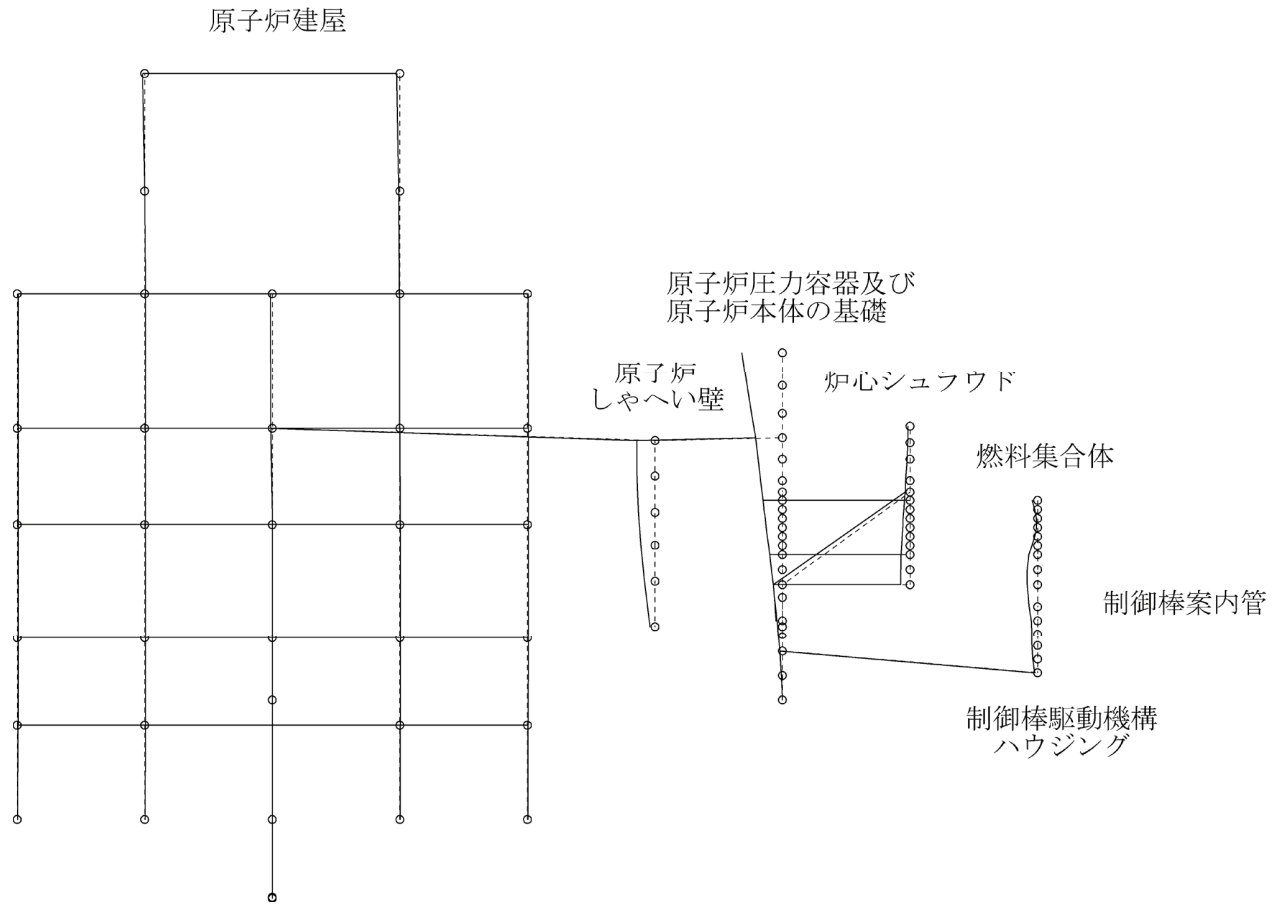 原子炉建屋
原子炉圧力容器及び
原子炉本体の基礎
原子炉
しゃへい壁
炉心シュラウド
燃料集合体
制御棒案内管
制御棒駆動機構
ハウジング